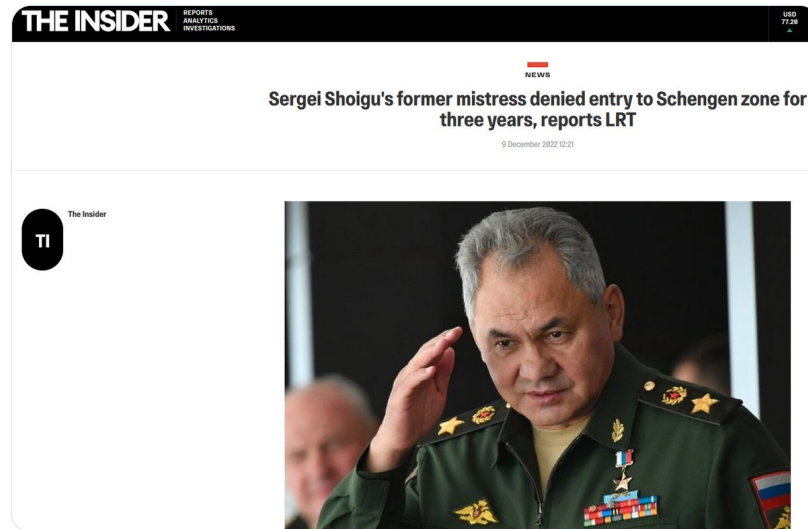 THE INSIDER
REPORTS
ANALYTICS
INVESTIGATIONS
USD
77.20
NEWS
Sergei Shoigu's former mistress denied entry to Schengen zone for
three years, reports LRT
9 December 2022 12:21
TI
The Insider